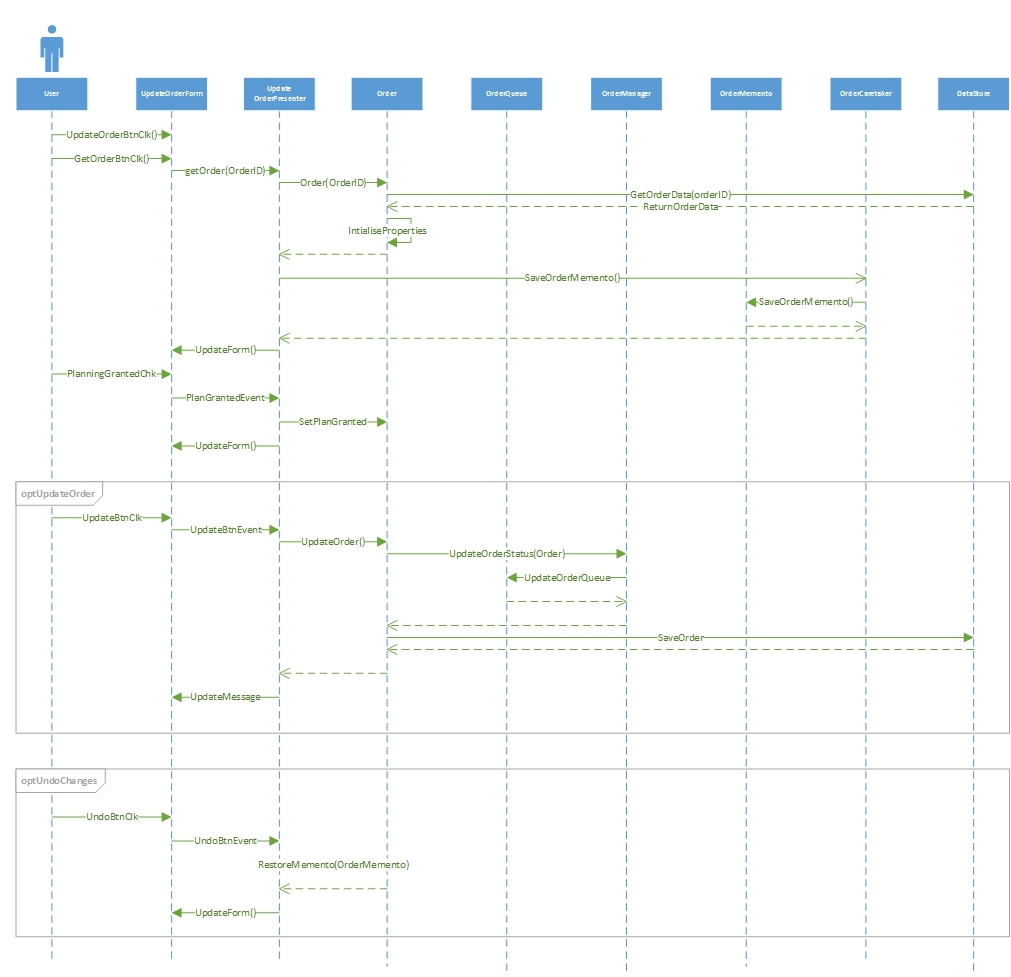 User
UpdateOrderForm
Update
OrderPresenter
Order
OrderQueue
OrderManager
OrderMemento
OrderCaretaker
DataStore
UpdateOrderBtnClk()
GetOrderBtnClk()
getOrder(OrderID)
Order(OrderID)
GetOrderData(orderID)
ReturnOrderData
IntialiseProperties
SaveOrderMemento()
SaveOrderMemento()
UpdateForm()
PlanningGrantedChk
PlanGrantedEvent
SetPlanGranted
UpdateForm()
optUpdateOrder
UpdateBtnClk
UpdateBtnEvent
UpdateOrder()
UpdateOrderStatus(Order)
UpdateOrderQueue
SaveOrder
UpdateMessage
optUndoChanges
UndoBtnClk
UndoBtnEvent
RestoreMemento(OrderMemento)
UpdateForm()